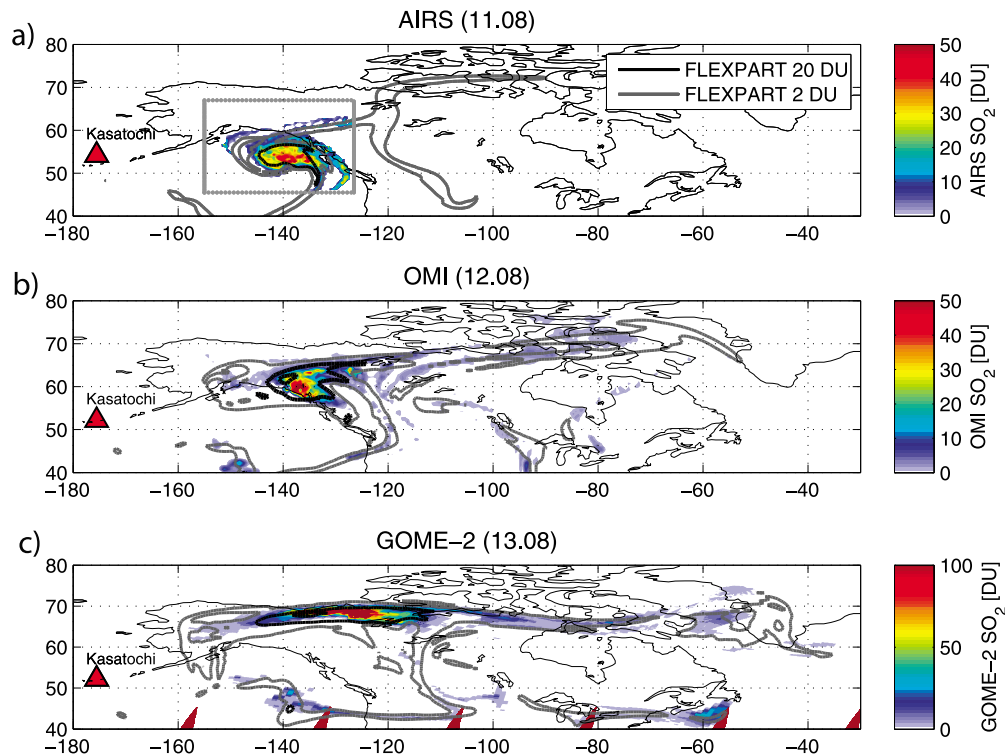 AIRS (11.08)
a)
80
70
60
50
40
Kasatochi
FLEXPART 20 DU
FLEXPART 2 DU
−180 −160 −140 −120 −100 −80 −60 −40
50
40
30
20
10
0
AIRS SO2 [DU]
OMI (12.08)
b)
80
70
60
50
40
Kasatochi
−180 −160 −140 −120 −100 −80 −60 −40
50
40
30
20
10
0
OMI SO2 [DU]
GOME−2 (13.08)
c)
80
70
60
50
40
Kasatochi
−180 −160 −140 −120 −100 −80 −60 −40
100
50
0
GOME−2 SO2 [DU]